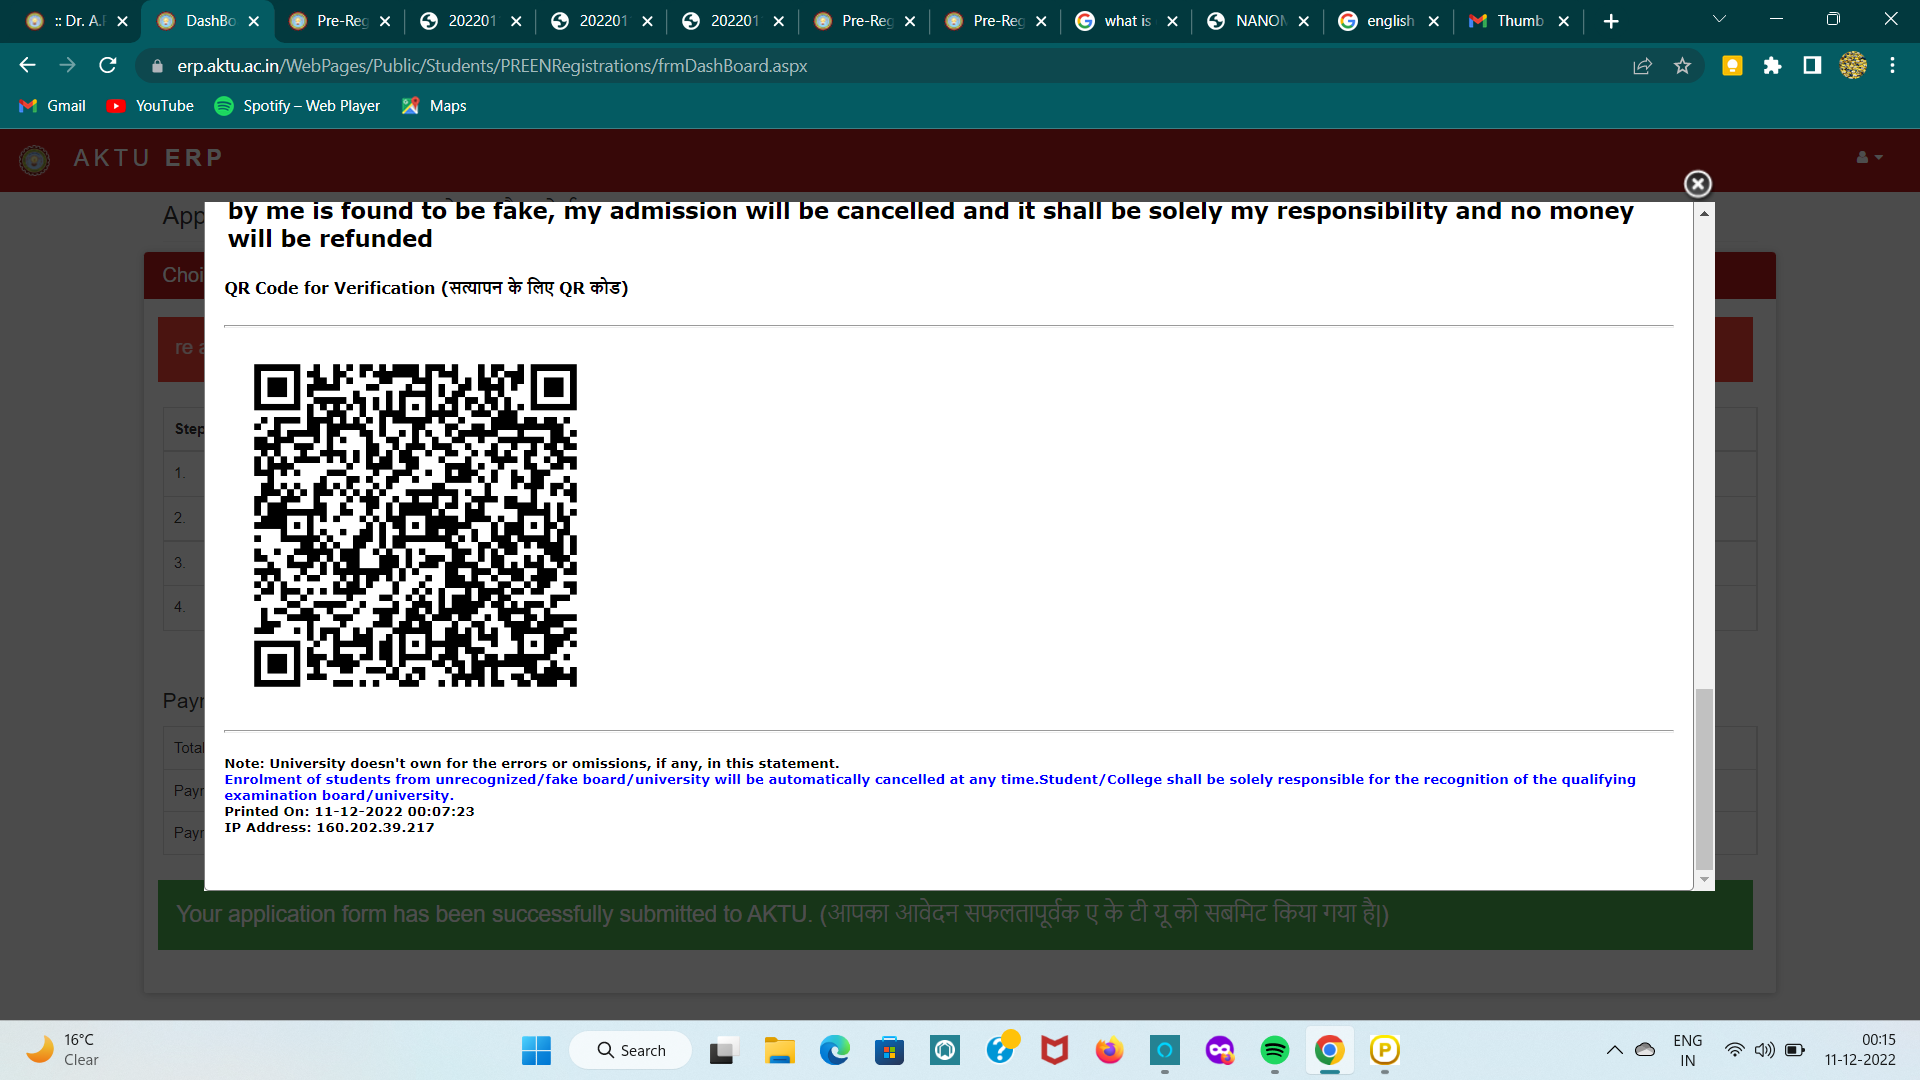 :: Dr. A.P
DashBo
Pre-Reg
202201
202201
202201
Pre-Reg
Pre-Reg
what is
NANOM
english
Thumb
erp.aktu.ac.in/WebPages/Public/Students/PREENRegistrations/frmDashBoard.aspx
Gmail YouTube Spotify – Web Player Maps
AKTU ERP
App
by me is found to be fake, my admission will be cancelled and it shall be solely my responsibility and no money
will be refunded
Choi
QR Code for Verification (सत्यापन के लिए QR कोड)
re a
Step
1.
2.
3.
4.
Payr
Total
Note: University doesn't own for the errors or omissions, if any, in this statement.
Enrolment of students from unrecognized/fake board/university will be automatically cancelled at any time.Student/College shall be solely responsible for the recognition of the qualifying
examination board/university.
Payr
Printed On: 11-12-2022 00:07:23
IP Address: 160.202.39.217
Payr
Your application form has been successfully submitted to AKTU. (आपका आवेदन सफलतापूर्वक ए के टी यू को सबमिट किया गया है|)
16°C
Clear
Search
ENG
IN
00:15
11-12-2022